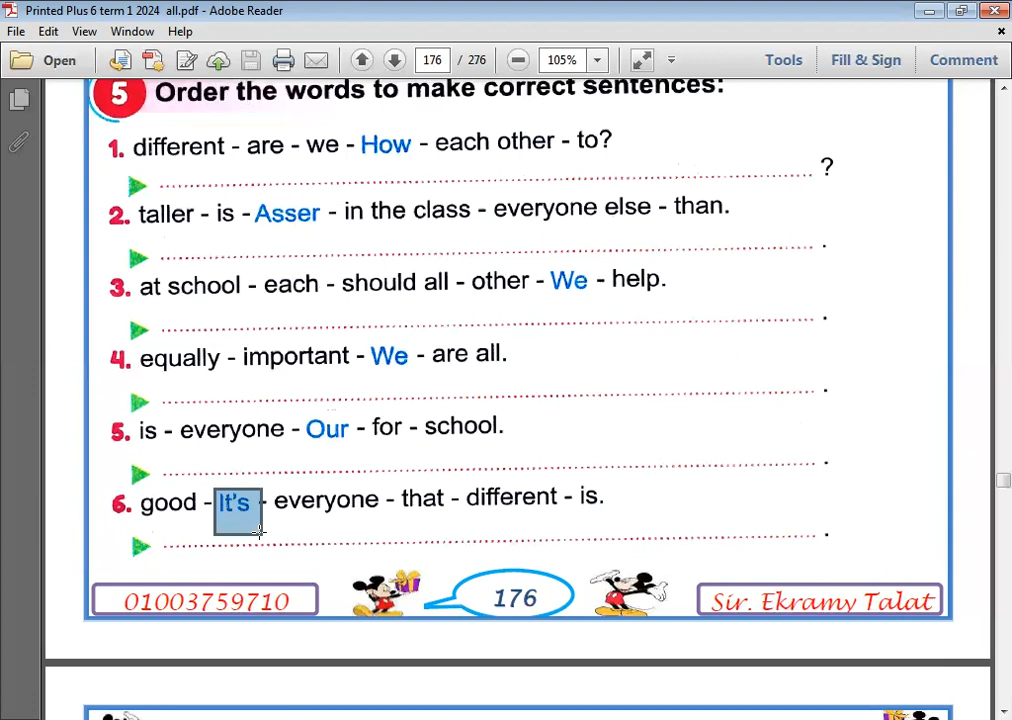 Printed Plus 6 term 1 2024 all.pdf - Adobe Reader
File Edit View Window Help
Open 176 / 276 105% Tools Fill & Sign Comment
5 Order the words to make correct sentences:
1. different - are - we - How - each other - to?
?
2. taller - is - Asser - in the class - everyone else - than.
.
3. at school - each - should all - other - We - help.
.
4. equally - important - We - are all.
.
5. is - everyone - Our - for - school.
.
6. good - It's - everyone - that - different - is.
.
01003759710 176 Sir. Ekramy Talat